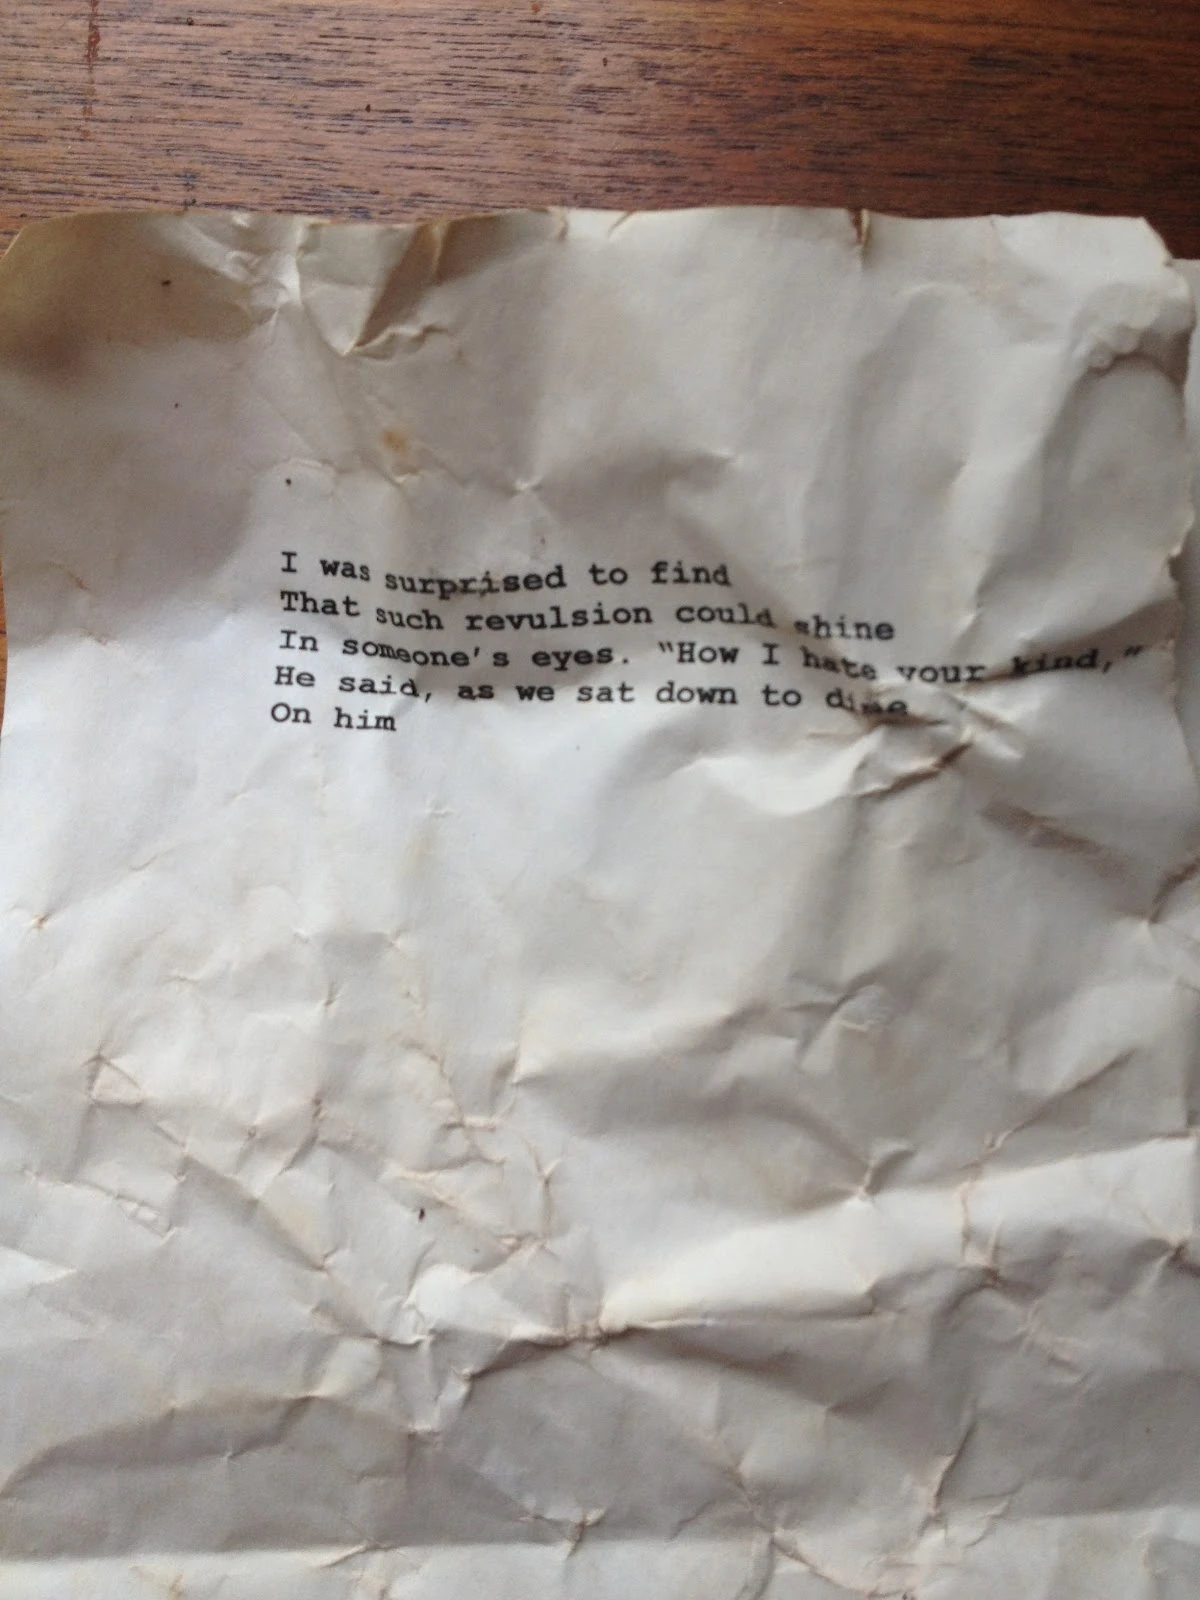 I was surprised to find
That such revulsion could shine
In someone's eyes. "How I hate your kind,"
He said, as we sat down to dine
On him